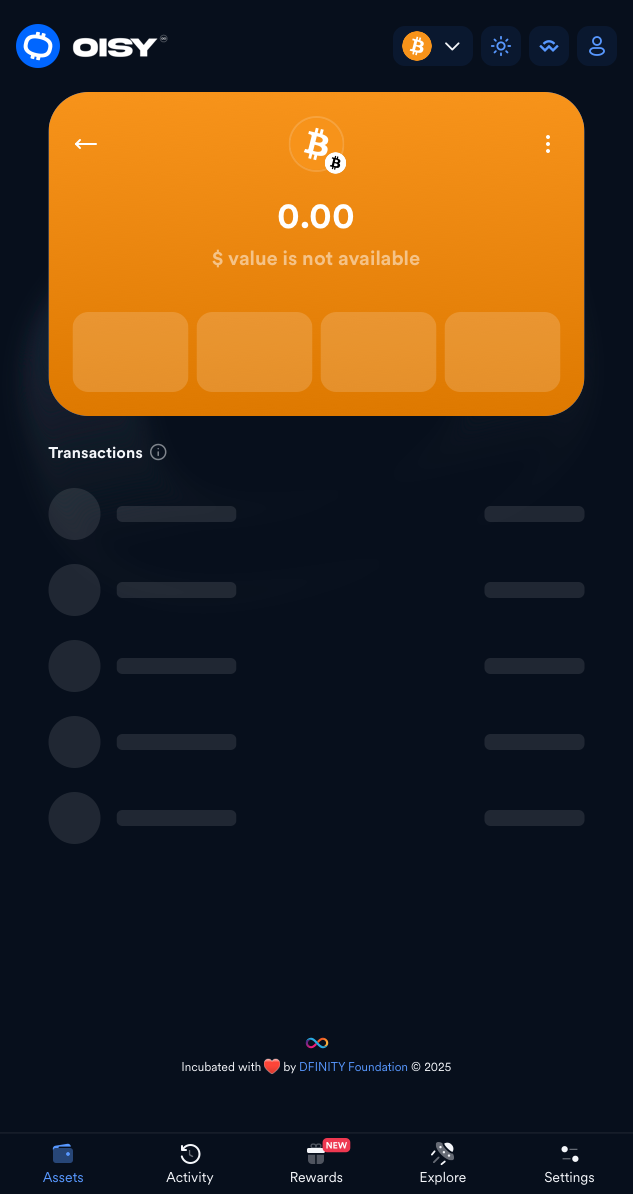 OISY
0.00
$ value is not available
Transactions
Incubated with ❤️ by DFINITY Foundation © 2025
NEW
Assets
Activity
Rewards
Explore
Settings